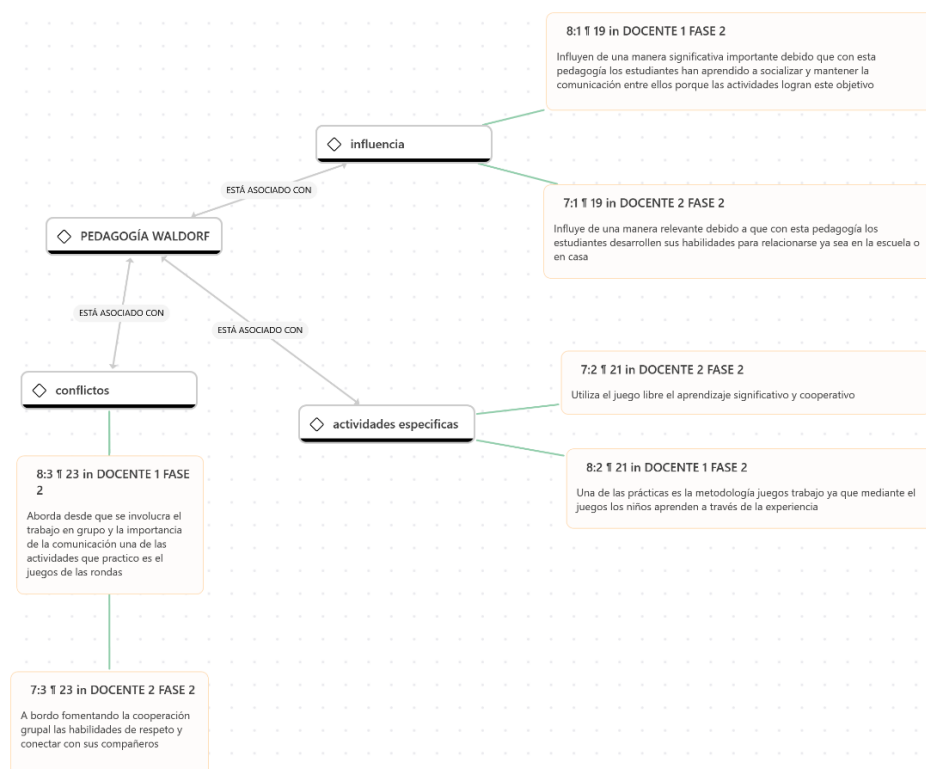 8:1 ¶ 19 in DOCENTE 1 FASE 2
Influyen de una manera significativa importante debido que con esta
pedagogía los estudiantes han aprendido a socializar y mantener la
comunicación entre ellos porque las actividades logran este objetivo
influencia
ESTÁ ASOCIADO CON
7:1 ¶ 19 in DOCENTE 2 FASE 2
Influye de una manera relevante debido a que con esta pedagogía los
estudiantes desarrollen sus habilidades para relacionarse ya sea en la escuela o
en casa
PEDAGOGÍA WALDORF
ESTÁ ASOCIADO CON
ESTÁ ASOCIADO CON
7:2 ¶ 21 in DOCENTE 2 FASE 2
Utiliza el juego libre el aprendizaje significativo y cooperativo
conflictos
actividades especificas
8:2 ¶ 21 in DOCENTE 1 FASE 2
Una de las prácticas es la metodología juegos trabajo ya que mediante el
juegos los niños aprenden a través de la experiencia
8:3 ¶ 23 in DOCENTE 1 FASE
2
Aborda desde que se involucra el
trabajo en grupo y la importancia
de la comunicación una de las
actividades que practico es el
juegos de las rondas
7:3 ¶ 23 in DOCENTE 2 FASE 2
A bordo fomentando la cooperación
grupal las habilidades de respeto y
conectar con sus compañeros